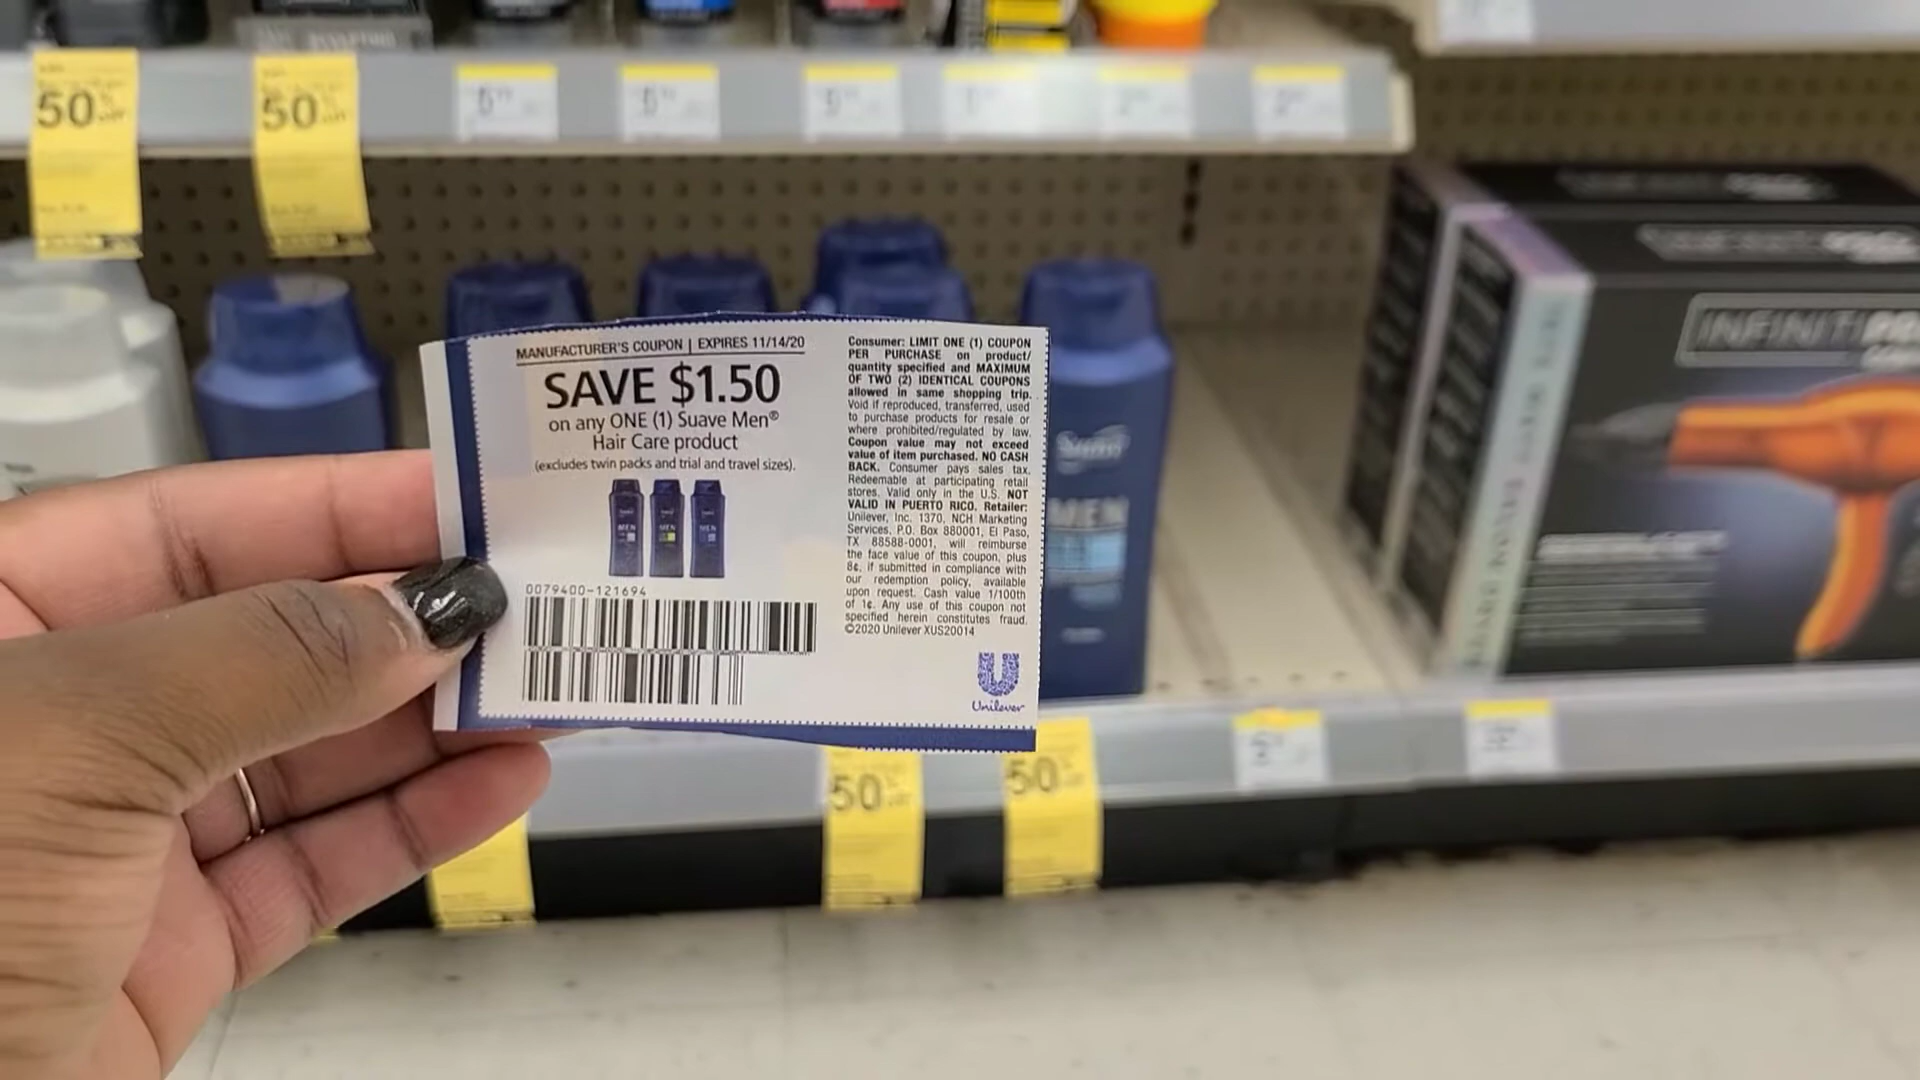 50
50
MANUFACTURER'S COUPON | EXPIRES 11/14/20
SAVE $1.50
on any ONE (1) Suave Men®
Hair Care product
(excludes twin packs and trial and travel sizes).
MEN
MEN
MEN
0079400-121694
Consumer: LIMIT ONE (1) COUPON
PER PURCHASE on product/
quantity specified and MAXIMUM
OF TWO (2) IDENTICAL COUPONS
allowed in same shopping trip.
Void if reproduced, transferred, used
to purchase products for resale or
where prohibited/regulated by law.
Coupon value may not exceed
value of item purchased. NO CASH
BACK. Consumer pays sales tax.
Redeemable at participating retail
stores. Valid only in the U.S. NOT
VALID IN PUERTO RICO. Retailer:
Unilever, Inc. 1370, NCH Marketing
Services, P.O. Box 880001, El Paso,
TX 88588-0001, will reimburse
the face value of this coupon, plus
8¢, if submitted in compliance with
our redemption policy, available
upon request. Cash value 1/100th
of 1¢. Any use of this coupon not
specified herein constitutes fraud.
©2020 Unilever XUS20014
Unilever
Suave
MEN
INFINITI PRO
50
50